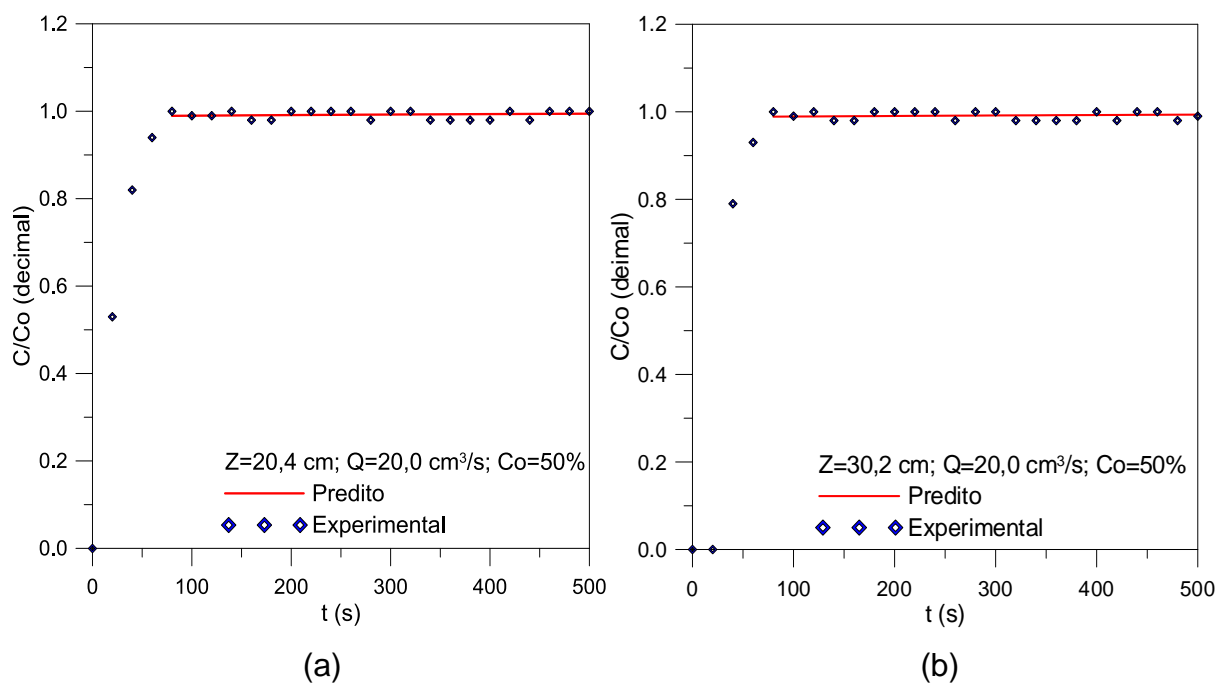 1.2
1.0
0.8
0.6
0.4
0.2
0.0
C/Co (decimal)
Z=20,4 cm; Q=20,0 cm³/s; Co=50%
Predito
Experimental
0 100 200 300 400 500
t (s)
(a)
1.2
1.0
0.8
0.6
0.4
0.2
0.0
C/Co (deimal)
Z=30,2 cm; Q=20,0 cm³/s; Co=50%
Predito
Experimental
0 100 200 300 400 500
t (s)
(b)